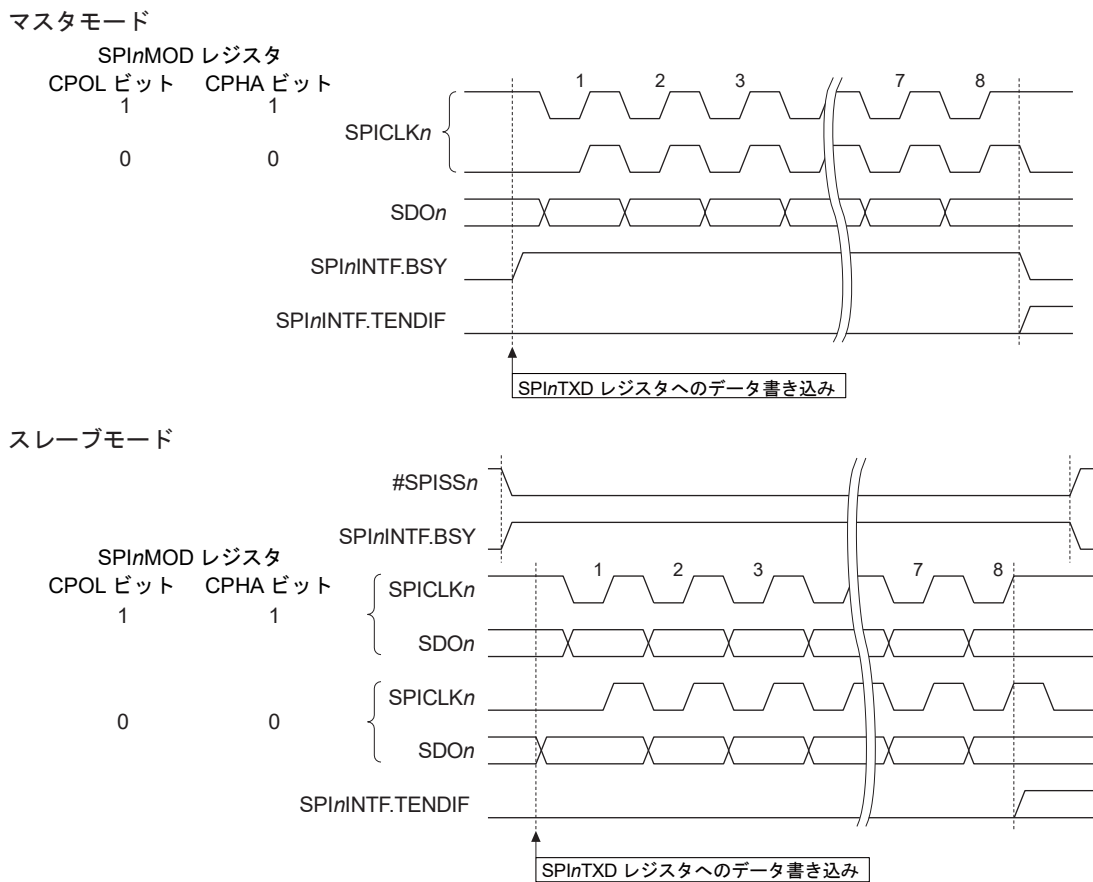 マスタモード
SPInMOD レジスタ
CPOL ビット CPHA ビット
1 1
0 0
SPICLKn
1 2 3 7 8
SDOn
SPInINTF.BSY
SPInINTF.TENDIF
SPInTXD レジスタへのデータ書き込み
スレーブモード
#SPISSn
SPInINTF.BSY
SPInMOD レジスタ
CPOL ビット CPHA ビット
1 1
SPICLKn
1 2 3 7 8
SDOn
0 0
SPICLKn
SDOn
SPInINTF.TENDIF
SPInTXD レジスタへのデータ書き込み